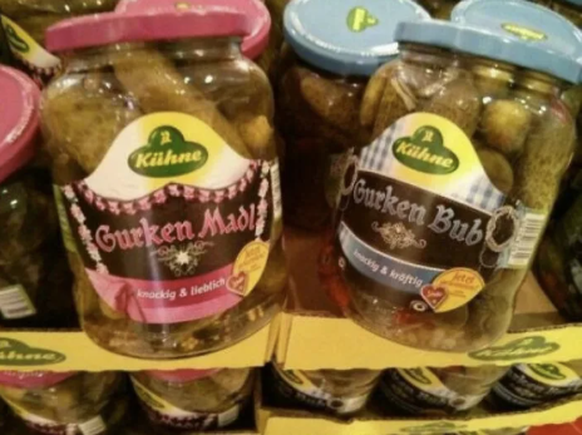 Kühne
Gurken Madl
knackig & lieblich
Kühne
Gurken Bub
knackig & kräftig
Jetzt
Kühne
Kühne